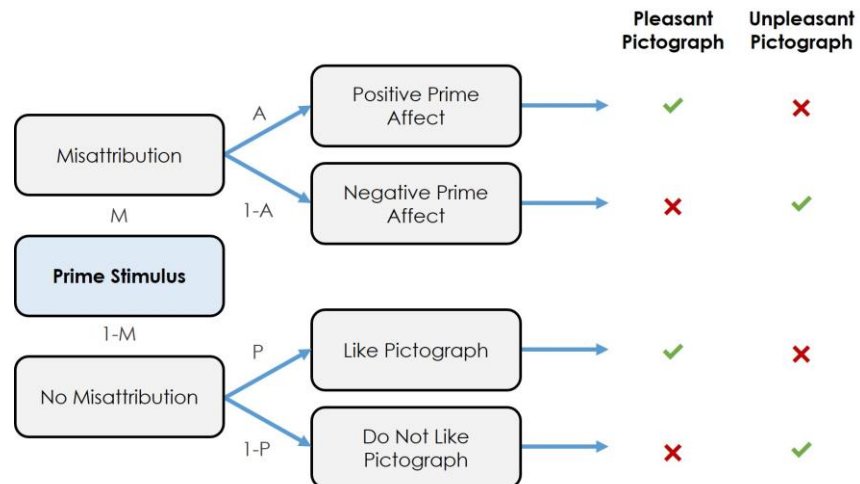 Pleasant
Pictograph
Unpleasant
Pictograph
Positive Prime
Affect
A
Misattribution
Negative Prime
Affect
1-A
M
Prime Stimulus
1-M
P
Like Pictograph
No Misattribution
Do Not Like
Pictograph
1-P